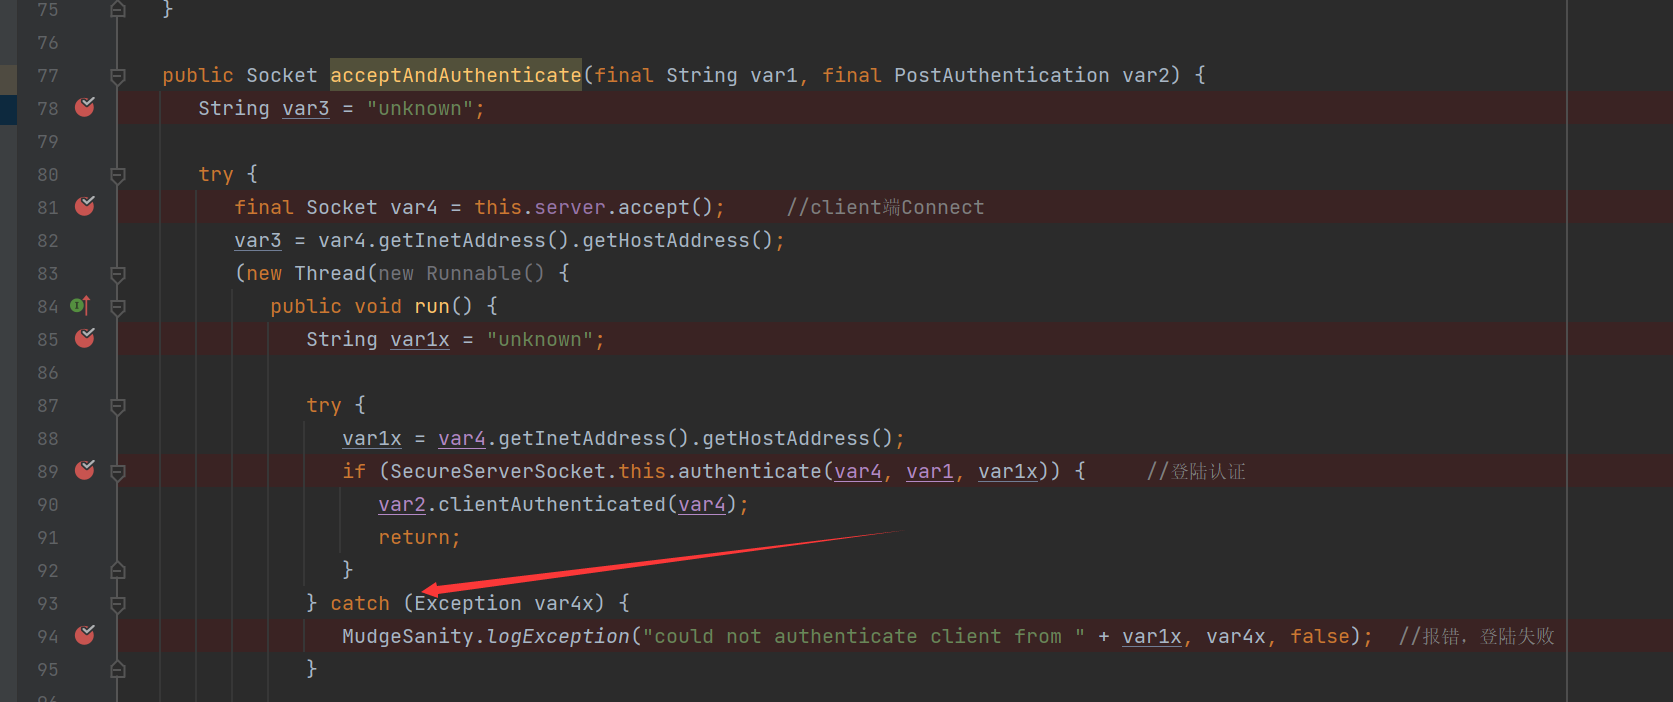 75 }
76
77 public Socket acceptAndAuthenticate(final String var1, final PostAuthentication var2) {
78 String var3 = "unknown";
79
80 try {
81 final Socket var4 = this.server.accept(); //client端Connect
82 var3 = var4.getInetAddress().getHostAddress();
83 (new Thread(new Runnable() {
84 public void run() {
85 String var1x = "unknown";
86
87 try {
88 var1x = var4.getInetAddress().getHostAddress();
89 if (SecureServerSocket.this.authenticate(var4, var1, var1x)) { //登陆认证
90 var2.clientAuthenticated(var4);
91 return;
92 }
93 } catch (Exception var4x) {
94 MudgeSanity.logException("could not authenticate client from " + var1x, var4x, false); //报错，登陆失败
95 }